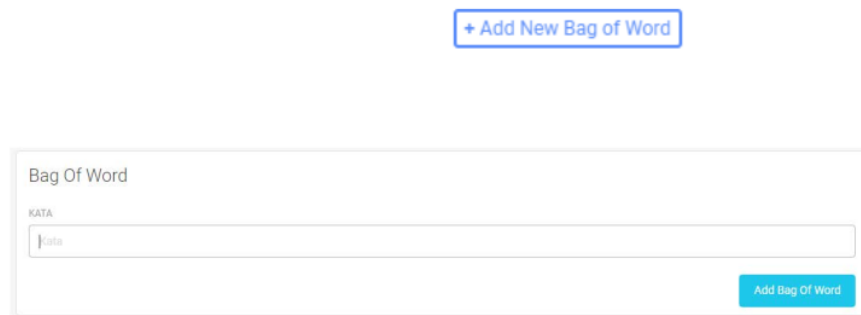 + Add New Bag of Word
Bag Of Word
KATA
Kata
Add Bag Of Word